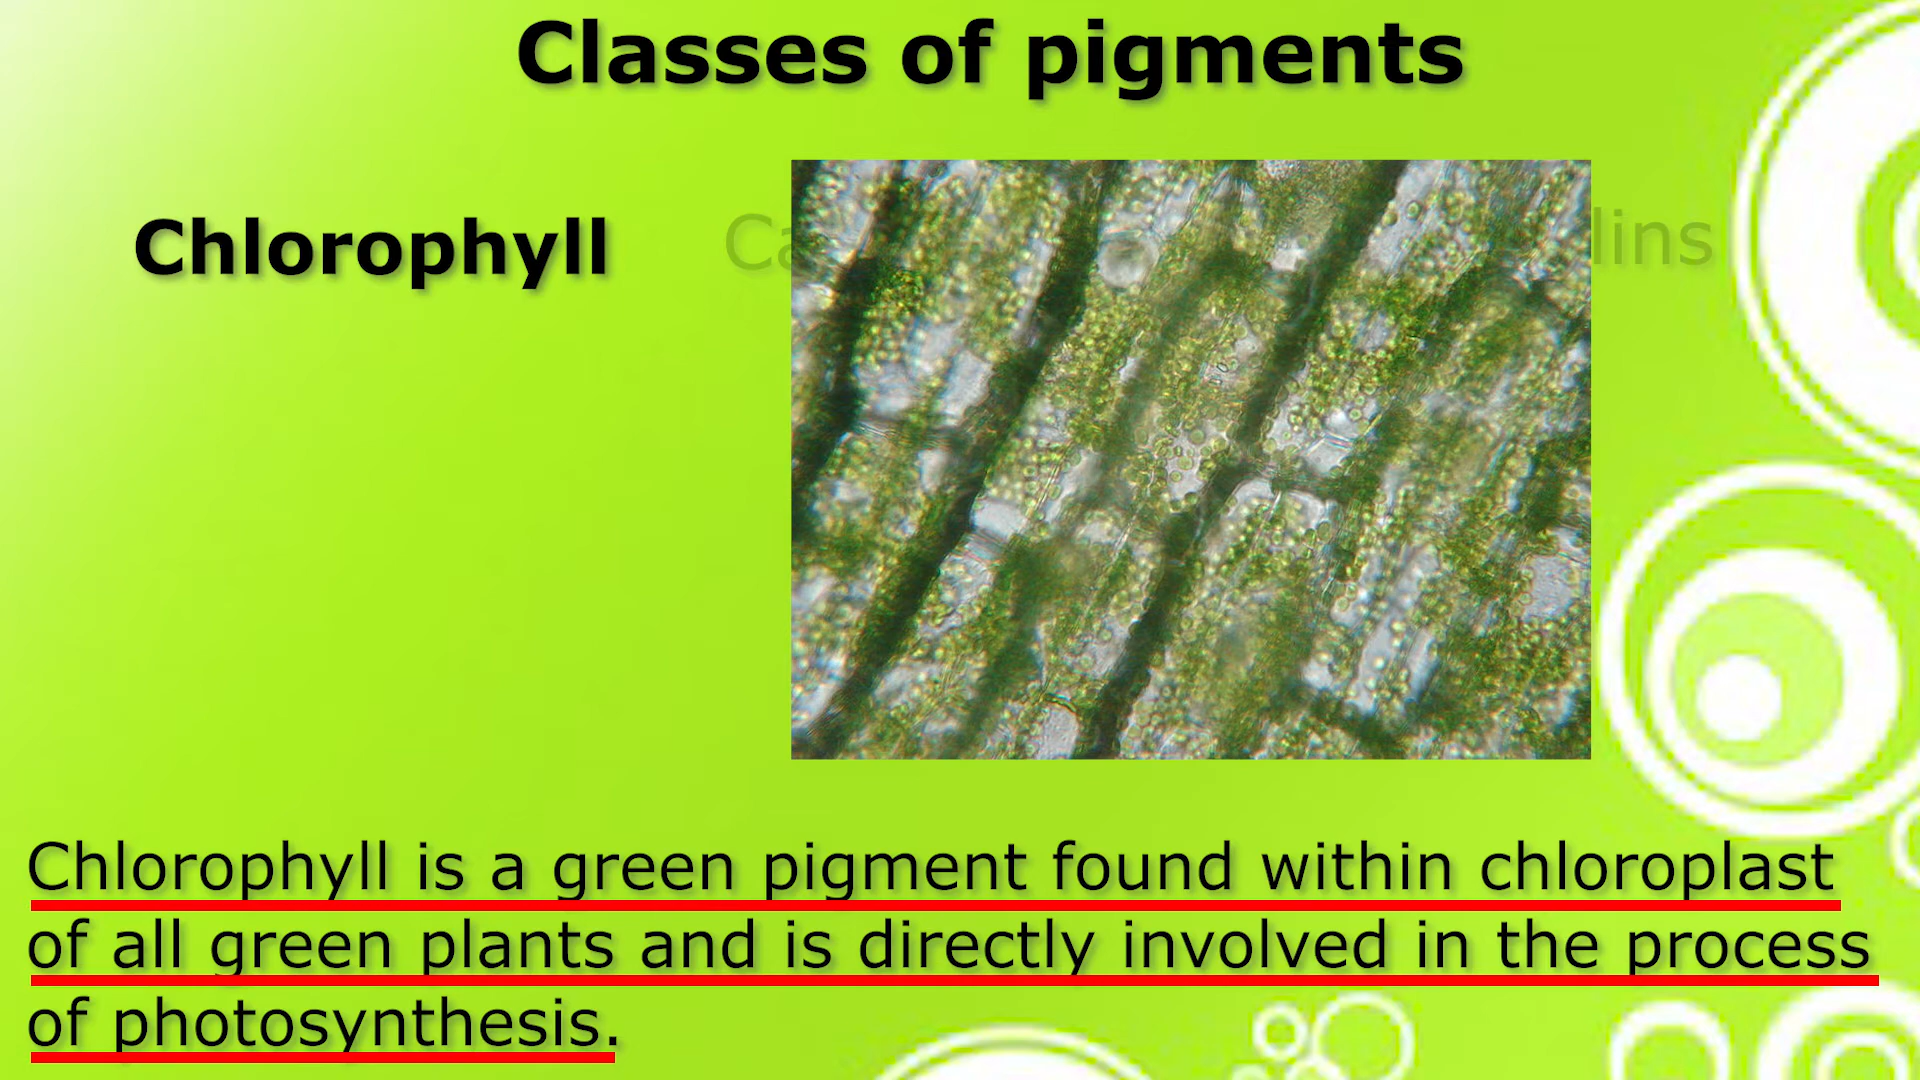 Classes of pigments
Chlorophyll
Chlorophyll is a green pigment found within chloroplast
of all green plants and is directly involved in the process
of photosynthesis.